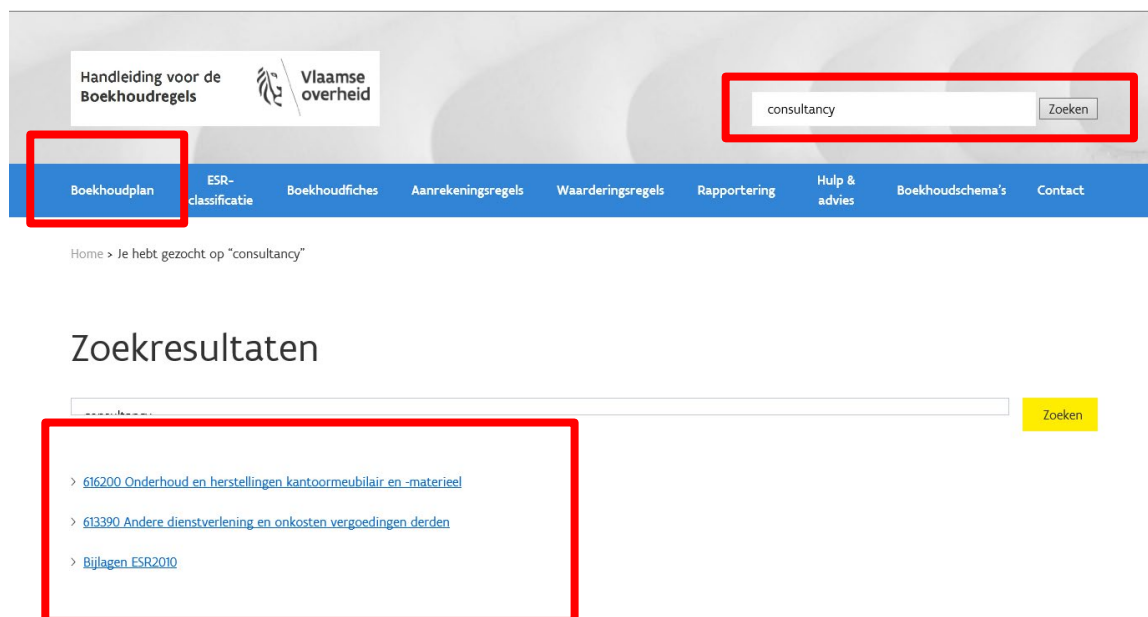 Handleiding voor de
Boekhoudregels
Vlaamse
overheid
consultancy Zoeken
Boekhoudplan ESR-classificatie Boekhoudfiches Aanrekeningsregels Waarderingsregels Rapportering Hulp & advies Boekhoudschema's Contact
Home > Je hebt gezocht op "consultancy"
Zoekresultaten
consultancy Zoeken
> 616200 Onderhoud en herstellingen kantoormeubilair en -materieel
> 613390 Andere dienstverlening en onkosten vergoedingen derden
> Bijlagen ESR2010